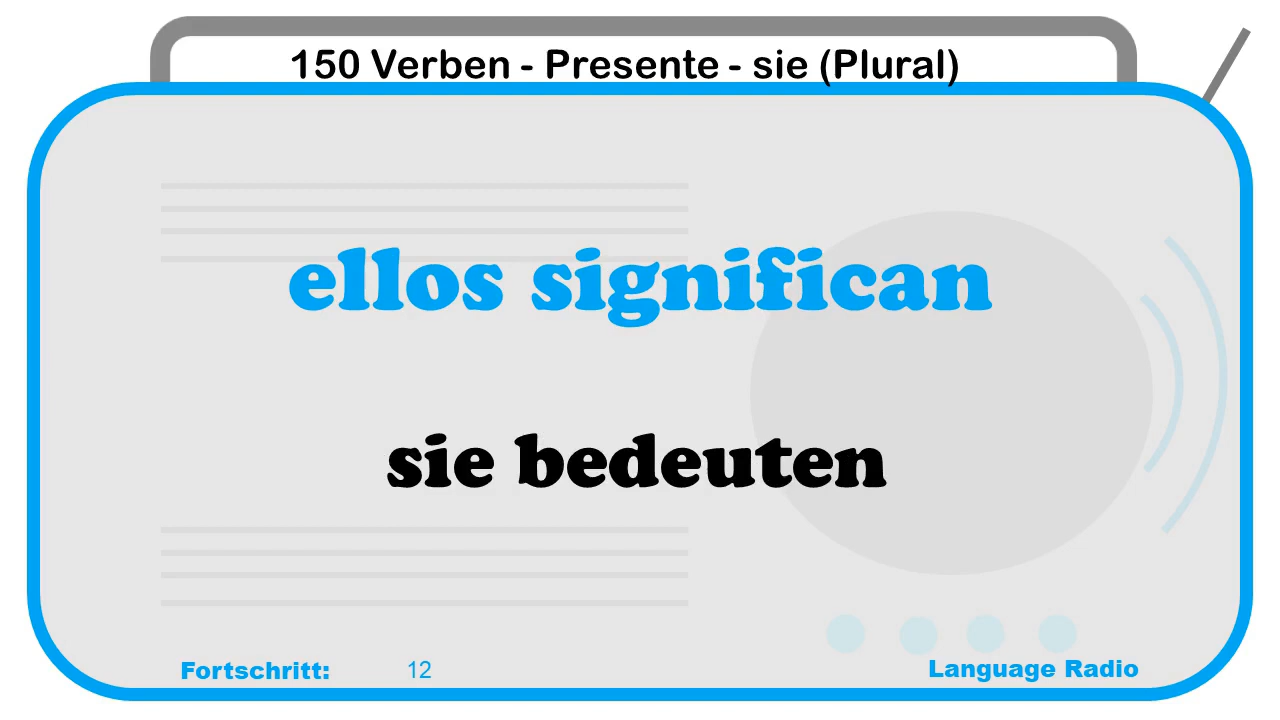 150 Verben - Presente - sie (Plural)
ellos significan
sie bedeuten
Fortschritt: 12
Language Radio